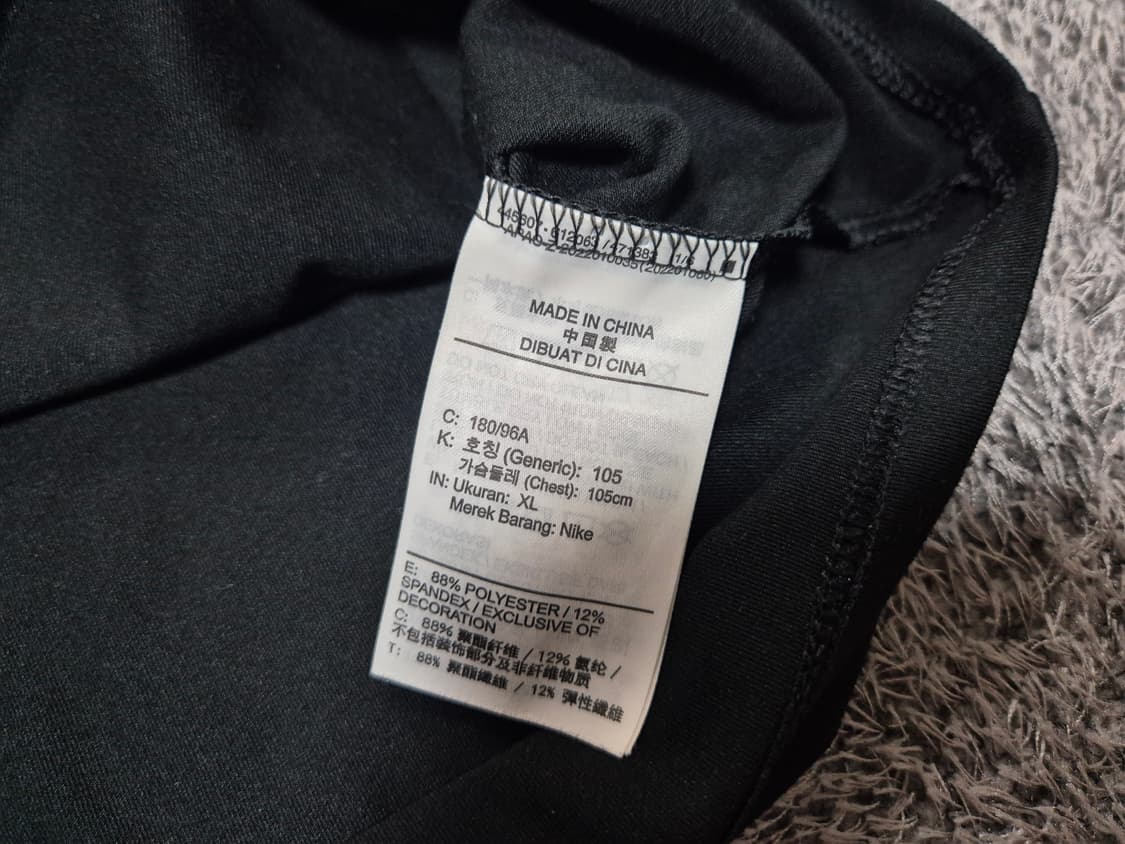 MADE IN CHINA
中国製
DIBUAT DI CINA
C: 180/96A
K: 호칭 (Generic): 105
가슴둘레 (Chest): 105cm
IN: Ukuran: XL
Merek Barang: Nike
E: 88% POLYESTER / 12%
SPANDEX / EXCLUSIVE OF
DECORATION
C: 88% 聚酯纤维 / 12% 氨纶 /
不包括装饰部分及非纤维物质
T: 88% 聚酯纖維 / 12% 彈性纖維